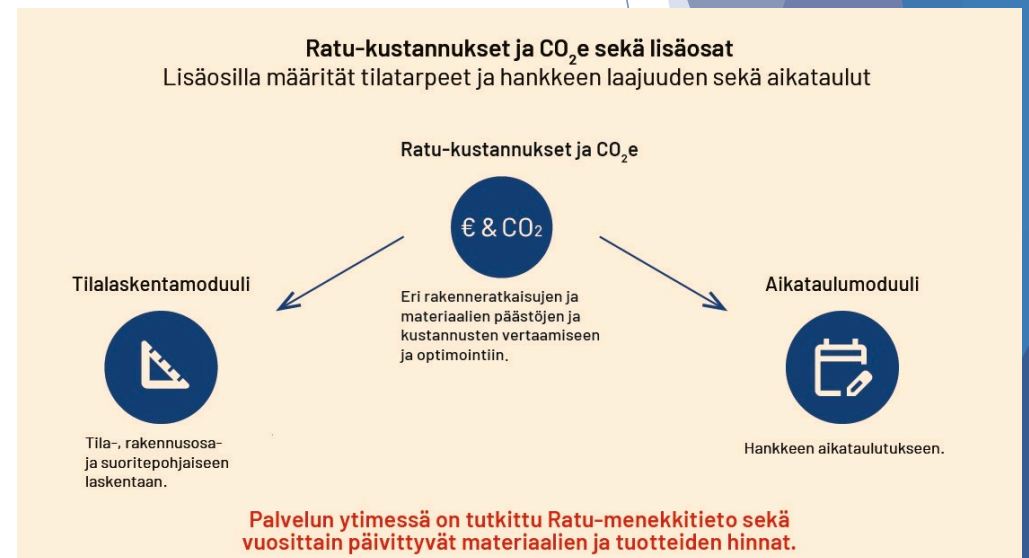 Ratu-kustannukset ja CO₂e sekä lisäosat
Lisäosilla määrität tilatarpeet ja hankkeen laajuuden sekä aikataulut
Ratu-kustannukset ja CO₂e
€ & CO₂
Eri rakenneratkaisujen ja
materiaalien päästöjen ja
kustannusten vertaamiseen
ja optimointiin.
Tilalaskentamoduuli
Tila-, rakennusosa-
ja suoritepohjaiseen
laskentaan.
Aikataulumoduuli
Hankkeen aikataulutukseen.
Palvelun ytimessä on tutkittu Ratu-menekkitieto sekä
vuosittain päivittyvät materiaalien ja tuotteiden hinnat.